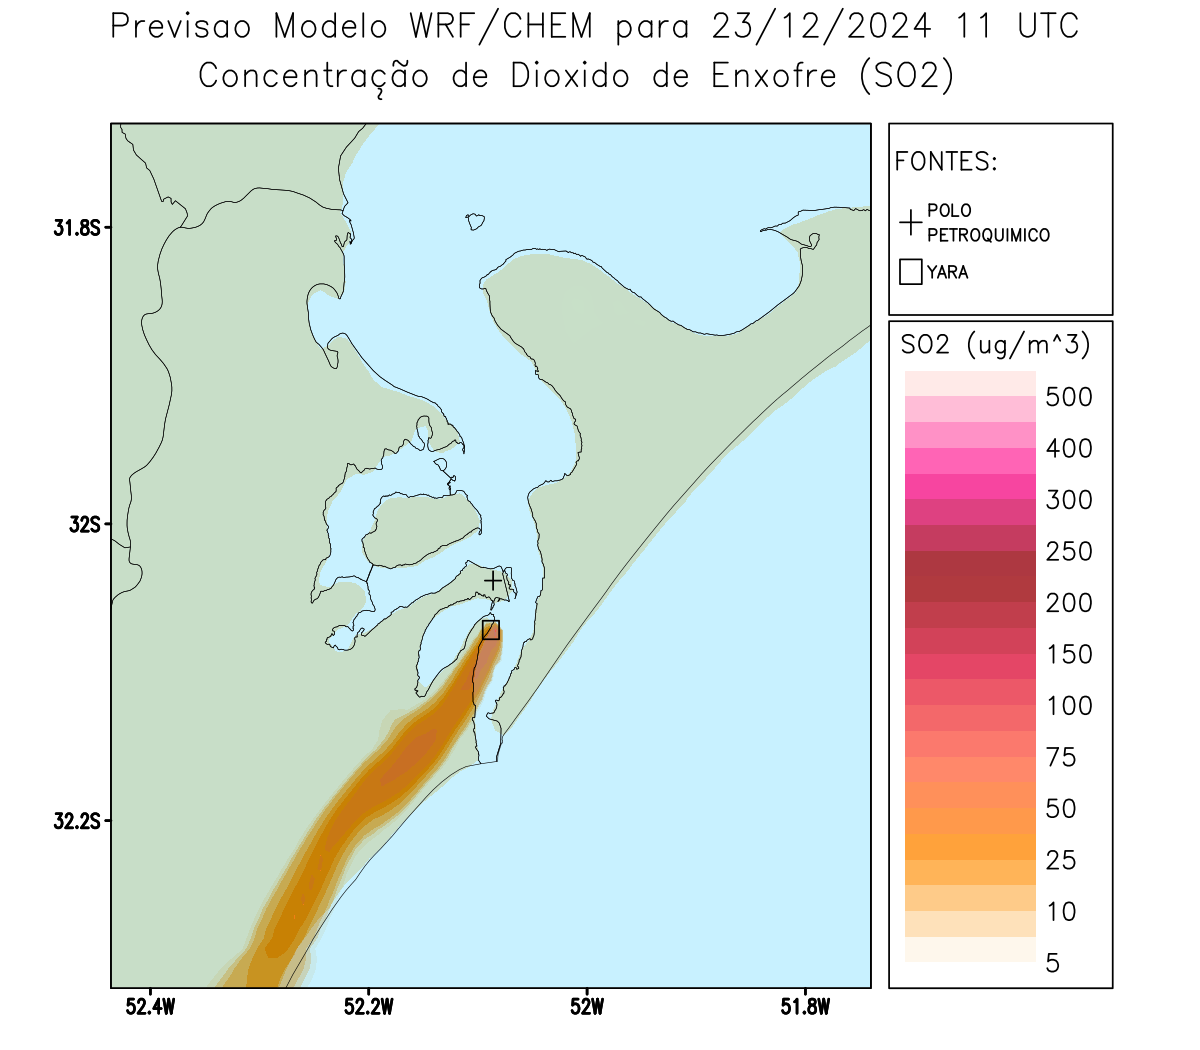 Previsao Modelo WRF/CHEM para 23/12/2024 11 UTC
Concentração de Dioxido de Enxofre (SO2)
FONTES:
POLO
PETROQUIMICO
YARA
SO2 (ug/m^3)
500
400
300
250
200
150
100
75
50
25
10
5
31.8S
32S
32.2S
52.4W
52.2W
52W
51.8W